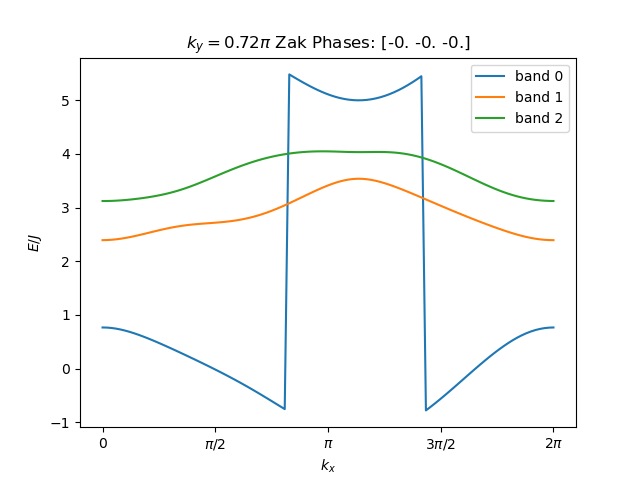 $k_y = 0.72\pi$ Zak Phases: [-0. -0. -0.]
band 0
band 1
band 2
E/J
5
4
3
2
1
0
−1
0
π/2
π
3π/2
2π
$k_x$